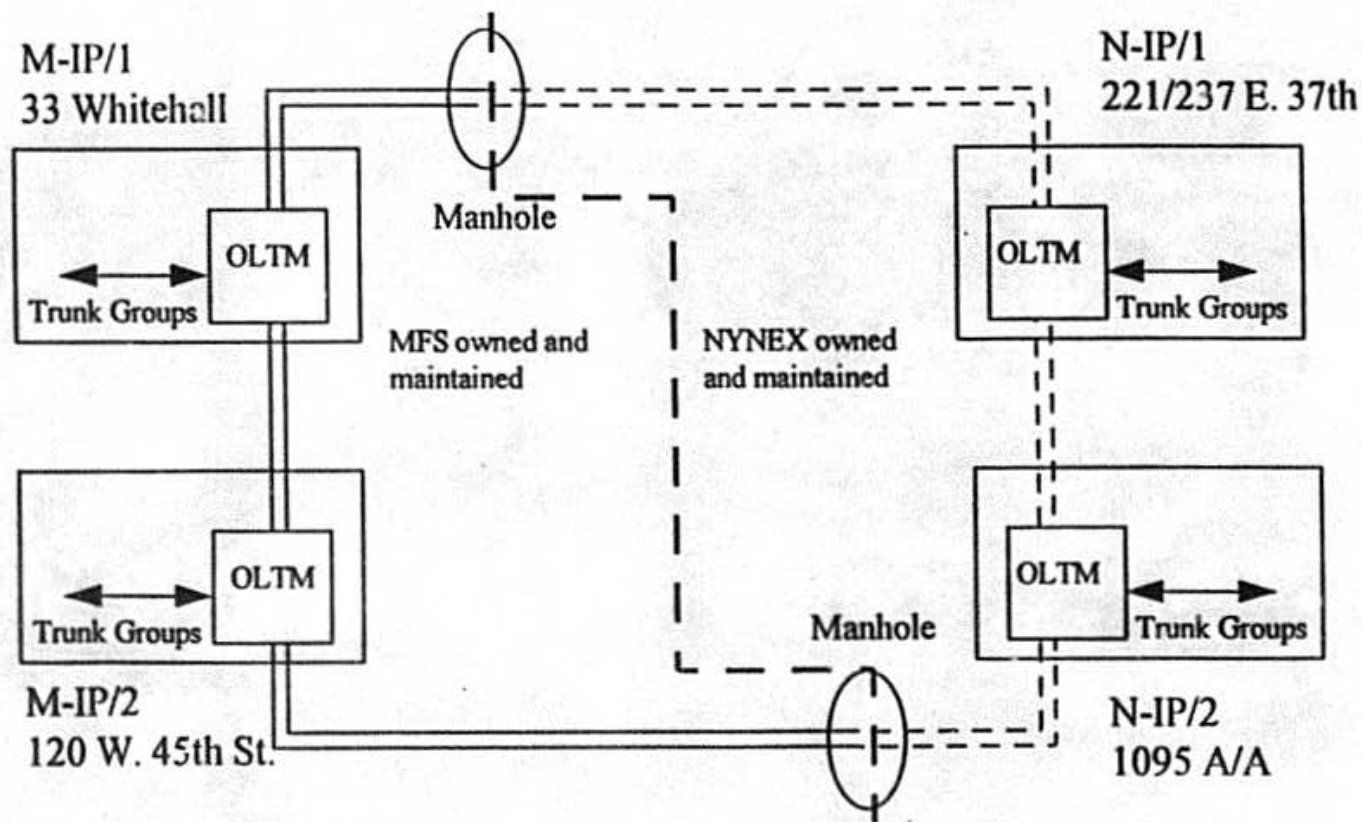 M-IP/1
33 Whitehall
N-IP/1
221/237 E. 37th
Manhole
OLTM
Trunk Groups
OLTM
Trunk Groups
MFS owned and
maintained
NYNEX owned
and maintained
OLTM
Trunk Groups
OLTM
Trunk Groups
Manhole
M-IP/2
120 W. 45th St.
N-IP/2
1095 A/A